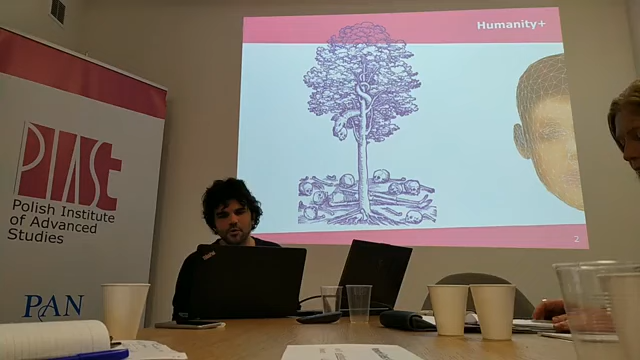 Humanity+
PIASt
Polish Institute
of Advanced
Studies
PAN
2